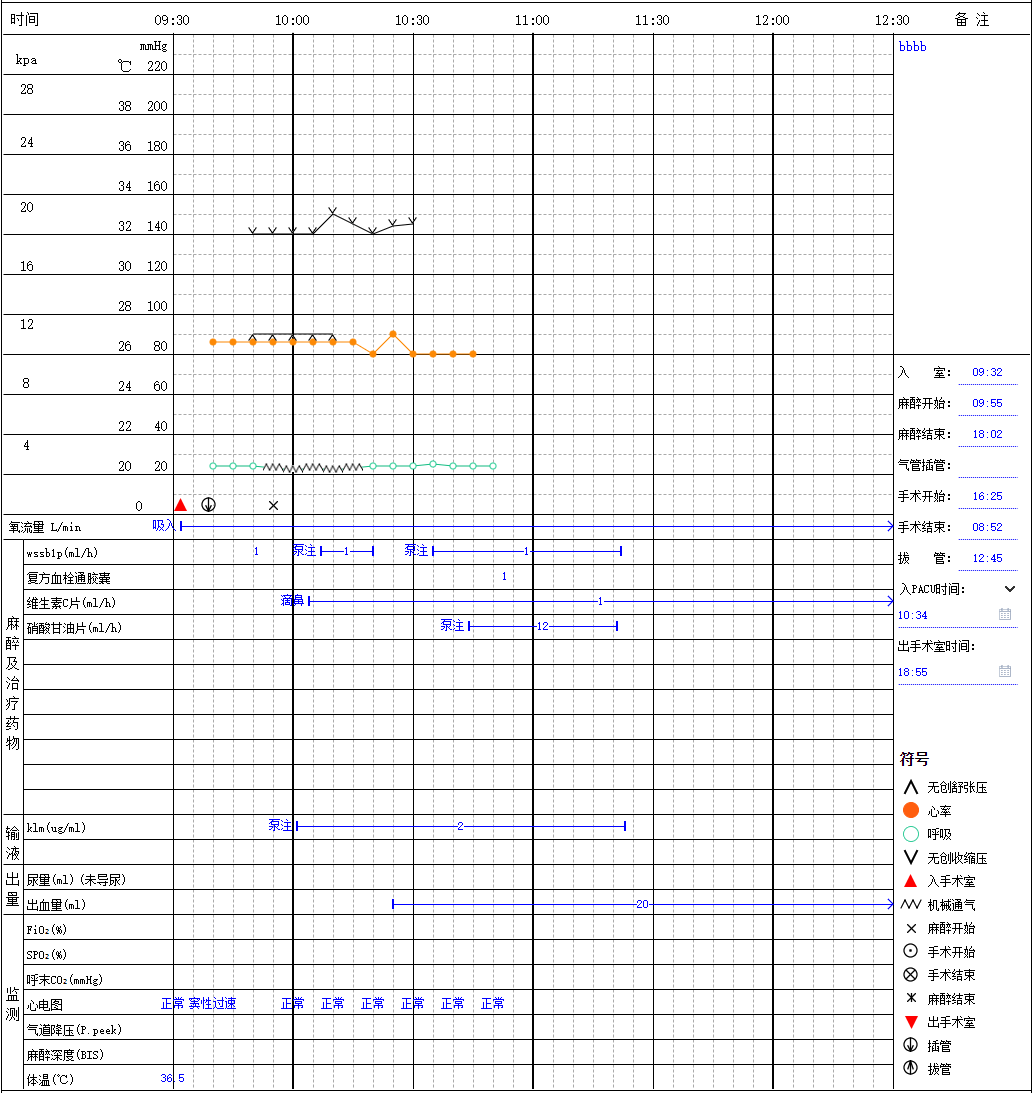 时间 09:30 10:00 10:30 11:00 11:30 12:00 12:30 备 注
mmHg
bbbb
kpa ℃ 220
28
38 200
24 36 180
34 160
20
32 140
16 30 120
28 100
12
26 80
8 24 60
22 40
4
20 20
0
入 室: 09:32
麻醉开始: 09:55
麻醉结束: 18:02
气管插管:
手术开始: 16:25
手术结束: 08:52
拔 管: 12:45
入PACU时间:
10:34
出手术室时间:
18:55
氧流量 L/min 吸入
麻醉及治疗药物
wssb1p(ml/h) 1 泵注 1 泵注 1
复方血栓通胶囊 1
维生素C片(ml/h) 滴鼻 1
硝酸甘油片(ml/h) 泵注 12
输液
klm(ug/ml) 泵注 2
出量
尿量(ml)(未导尿)
出血量(ml) 20
监测
FiO₂(%)
SPO₂(%)
呼末CO₂(mmHg)
心电图 正常 窦性过速 正常 正常 正常 正常 正常 正常
气道降压(P.peek)
麻醉深度(BIS)
体温(℃) 36.5
符号
无创舒张压
心率
呼吸
无创收缩压
入手术室
机械通气
麻醉开始
手术开始
手术结束
麻醉结束
出手术室
插管
拔管